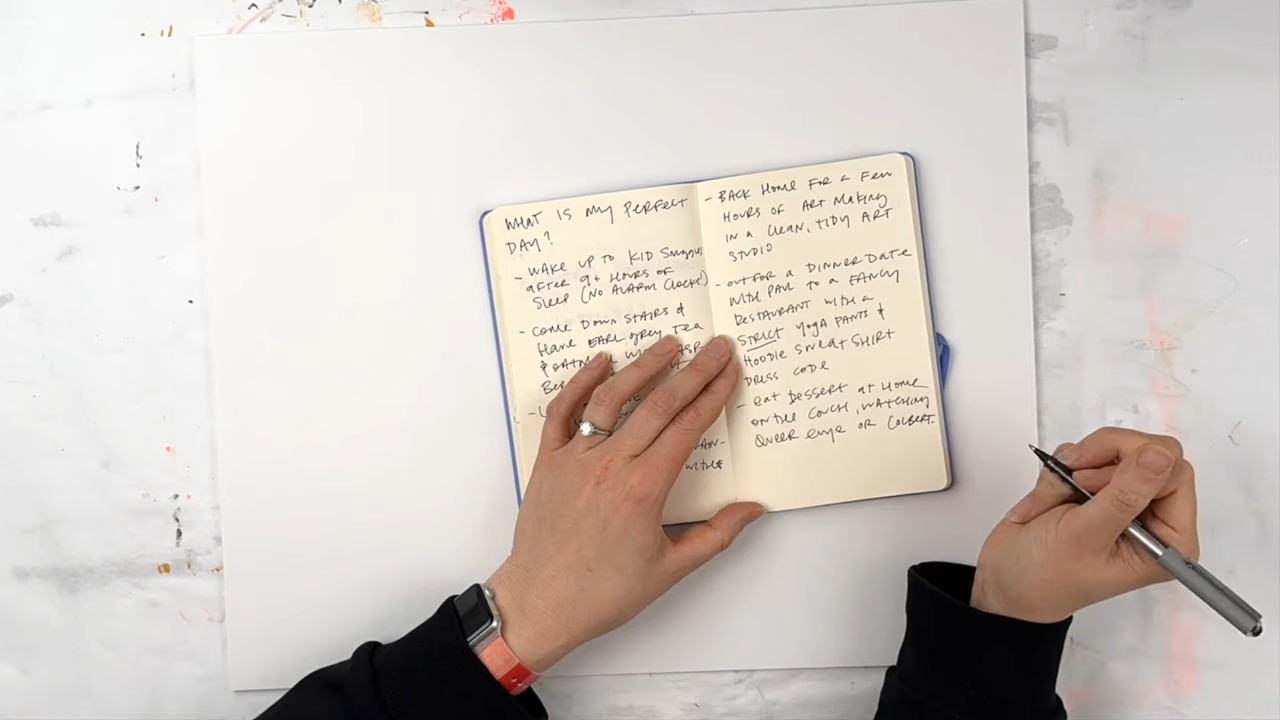 WHAT IS MY PERFECT
DAY?
- WAKE UP TO KID SNUGGLES
AFTER 9+ HOURS OF
SLEEP (NO ALARM CLOCKS!)
- COME DOWN STAIRS &
HAVE EARL GREY TEA
&
- BACK HOME FOR A FEW
HOURS OF ART MAKING
IN A CLEAN, TIDY ART
STUDIO
- OUT FOR A DINNER DATE
WITH PAUL TO A FANCY
RESTAURANT WITH A
STRICT YOGA PANTS &
HOODIE SWEATSHIRT
DRESS CODE
- EAT DESSERT AT HOME
ON THE COUCH, WATCHING
QUEER EYE OR COLBERT.